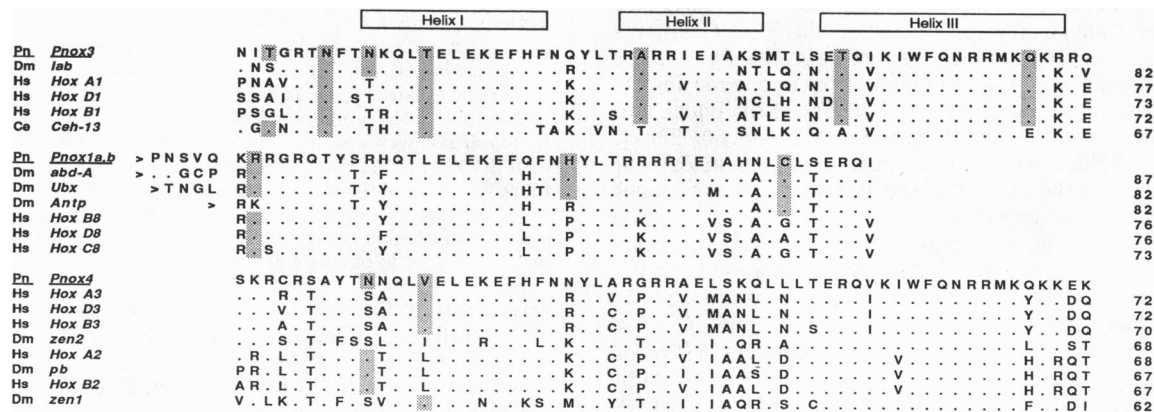 Helix I Helix II Helix III
Pn Pnox3 N I T G R T N F T N K Q L T E L E K E F H F N Q Y L T R A R R I E I A K S M T L S E T Q I K I W F Q N R R M K Q K R R Q
Dm lab . N S . . . . . . . . . . . . . . . . . . . . R . . . . . . . . . . . . N T L Q . N . . V . . . . . . . . . . . . K . V 82
Hs Hox A1 P N A V . . . . . T . . . . . . . . . . . . . K . . . . . . . V . . . A . L Q . N . . V . . . . . . . . . . . . K . E 77
Hs Hox D1 S S A I . . . . S T . . . . . . . . . . . . . K . . . . . . . . . . . . N C L H . N D . V . . . . . . . . . . . . K . E 73
Hs Hox B1 P S G L . . . . . T R . . . . . . . . . . . . K . . S . . . . V . . . A T L E . N . . V . . . . . . . . . . . . K . E 72
Ce Ceh-13 . G . N . . . . . T H . . . . . . . . . . T A K . V N . T . . . . . S N L K . Q A . V . . . . . . . . . . E . K . E 67
Pn Pnox1a,b > P N S V Q K R R G R Q T Y S R H Q T L E L E K E F Q F N H Y L T R R R R I E I A H N L C L S E R Q I
Dm abd-A > . . G C P R . . . . . . . T . F . . . . . . . . . H . . . . . . . . . . . . . . . . A . . . T . . . 87
Dm Ubx > T N G L R . . . . . . . . . Y . . . . . . . . . H T . . . . . . . . . . M . . . A . . . T . . . 82
Dm Antp > R K . . . . . . T . Y . . . . . . . . . H . . R . . . . . . . . . . . . . . A . . . T . . . 82
Hs Hox B8 R . . . . . . . . . Y . . . . . . . . . L . . P . . . . . K . . . . V S . A . G . T . . V 76
Hs Hox D8 R . . . . . . . . . F . . . . . . . . . L . . P . . . . . K . . . . V S . A . A . T . . V 76
Hs Hox C8 R . S . . . . . . . Y . . . . . . . . . L . . P . . . . . K . . . . V S . A . G . T . . V 73
Pn Pnox4 S K R C R S A Y T N N Q L V E L E K E F H F N N Y L A R G R R A E L S K Q L L L T E R Q V K I W F Q N R R M K Q K K E K
Hs Hox A3 . . . R . T . . . S A . . . . . . . . . . . . R . . C . P . . V . M A N L . N . . . . . I . . . . . . . . . . Y . . D Q 72
Hs Hox D3 . . . V . T . . . S A . . . . . . . . . . . . R . . C . P . . V . M A N L . N . . . . . I . . . . . . . . . . Y . . D Q 72
Hs Hox B3 . . . A . T . . . S A . . . . . . . . . . . . R . . C . P . . V . M A N L . N . S . . . I . . . . . . . . . . Y . . D Q 70
Dm zen2 . . . S . T . F S S L . . I . . . R . . . L . K . . . . T . . . I . I Q R . A . . . . . . . . . . . . . . . . L . . S T 68
Hs Hox A2 . R . L . T . . . . T . . L . . . . . . . . . K . . C . P . . V . I A A L . D . . . . . . . V . . . . . . . . H . R Q T 68
Dm pb P R . L . T . . . . T . . L . . . . . . . . . K . . C . P . . I . I A A S . D . . . . . . . V . . . . . . . . H . R Q T 67
Hs Hox B2 A R . L . T . . . . T . . L . . . . . . . . . K . . C . P . . V . I A A L . D . . . . . . . V . . . . . . . . H . R Q T 67
Dm zen1 V . L K . T . F . S V . . . . . . N . K S . . M . . Y . T . . I . I A Q R . S . C . . . . . . . . . . . . . . F . . D I 62